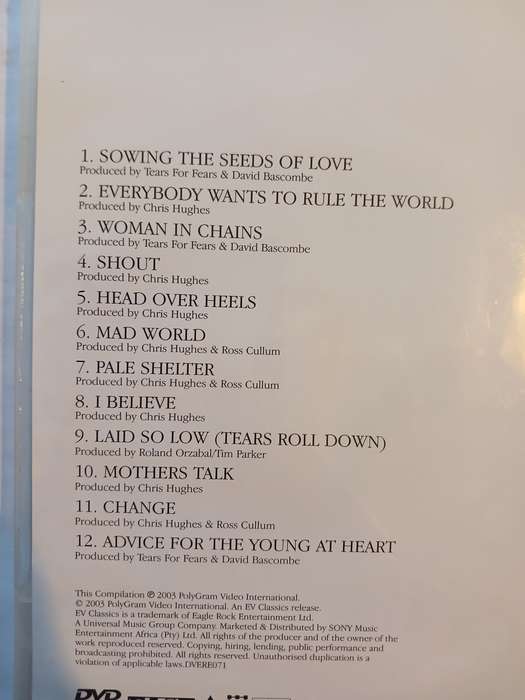 1. SOWING THE SEEDS OF LOVE
Produced by Tears For Fears & David Bascombe
2. EVERYBODY WANTS TO RULE THE WORLD
Produced by Chris Hughes
3. WOMAN IN CHAINS
Produced by Tears For Fears & David Bascombe
4. SHOUT
Produced by Chris Hughes
5. HEAD OVER HEELS
Produced by Chris Hughes
6. MAD WORLD
Produced by Chris Hughes & Ross Cullum
7. PALE SHELTER
Produced by Chris Hughes & Ross Cullum
8. I BELIEVE
Produced by Chris Hughes
9. LAID SO LOW (TEARS ROLL DOWN)
Produced by Roland Orzabal/Tim Parker
10. MOTHERS TALK
Produced by Chris Hughes
11. CHANGE
Produced by Chris Hughes & Ross Cullum
12. ADVICE FOR THE YOUNG AT HEART
Produced by Tears For Fears & David Bascombe
This Compilation ℗ 2003 PolyGram Video International.
© 2003 PolyGram Video International. An EV Classics release.
EV Classics is a trademark of Eagle Rock Entertainment Ltd.
A Universal Music Group Company. Marketed & Distributed by SONY Music
Entertainment Africa (Pty) Ltd. All rights of the producer and of the owner of the
work reproduced reserved. Copying, hiring, lending, public performance and
broadcasting prohibited. All rights reserved. Unauthorised duplication is a
violation of applicable laws.DVERE071
DVD